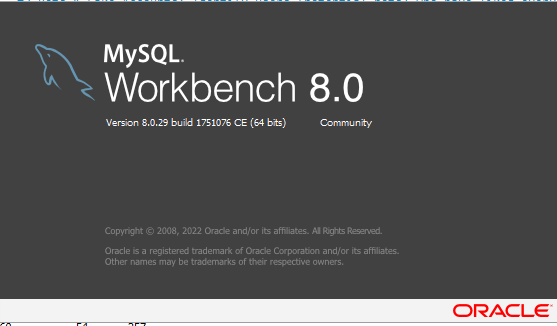 MySQL.
Workbench 8.0
Version 8.0.29 build 1751076 CE (64 bits) Community
Copyright © 2008, 2022 Oracle and/or its affiliates. All Rights Reserved.
Oracle is a registered trademark of Oracle Corporation and/or its affiliates.
Other names may be trademarks of their respective owners.
ORACLE